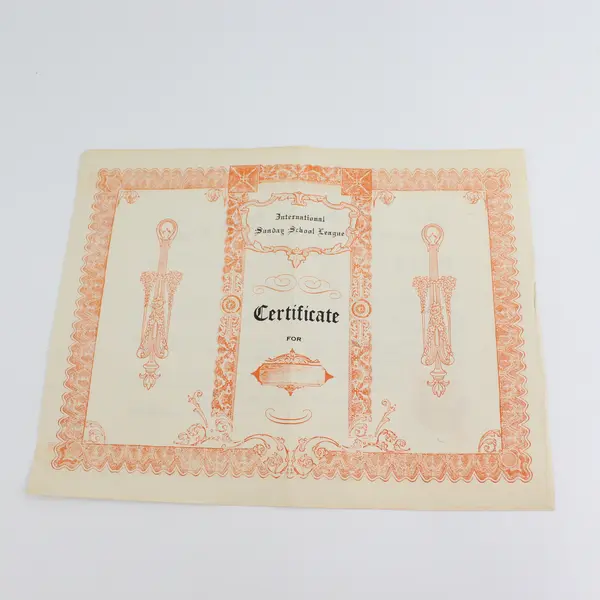 International
Sunday School League
Certificate
FOR